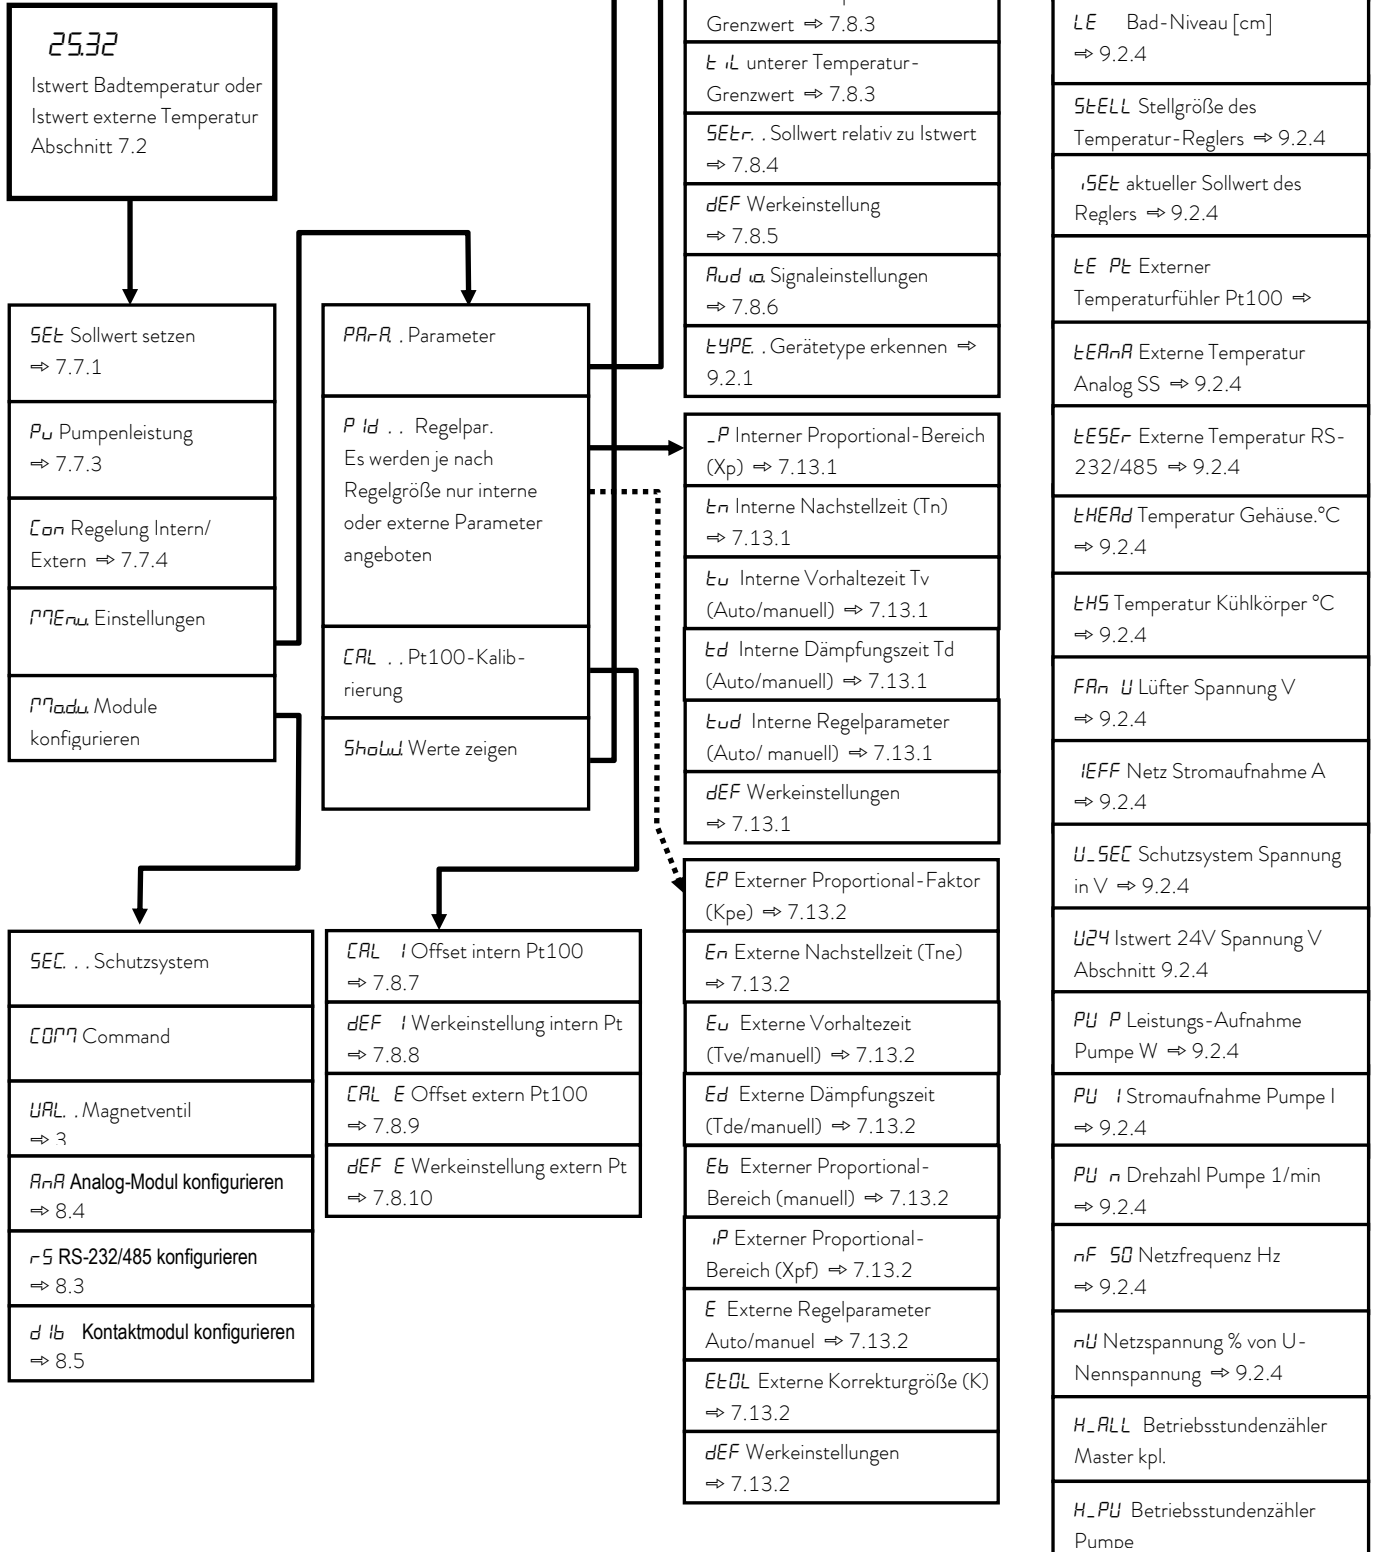 25.32
Istwert Badtemperatur oder
Istwert externe Temperatur
Abschnitt 7.2
SEt Sollwert setzen
⇨ 7.7.1
Pu Pumpenleistung
⇨ 7.7.3
Con Regelung Intern/
Extern ⇨ 7.7.4
MEnu. Einstellungen
Modu. Module
konfigurieren
SEC. . . Schutzsystem
COM Command
VAL. . Magnetventil
⇨ 3
AnA Analog-Modul konfigurieren
⇨ 8.4
rS RS-232/485 konfigurieren
⇨ 8.3
dIb Kontaktmodul konfigurieren
⇨ 8.5
PArA. . Parameter
PId . . Regelpar.
Es werden je nach
Regelgröße nur interne
oder externe Parameter
angeboten
CAL . . Pt100-Kalib-
rierung
ShoW. Werte zeigen
CAL I Offset intern Pt100
⇨ 7.8.7
dEF I Werkeinstellung intern Pt
⇨ 7.8.8
CAL E Offset extern Pt100
⇨ 7.8.9
dEF E Werkeinstellung extern Pt
⇨ 7.8.10
Grenzwert ⇨ 7.8.3
tiL unterer Temperatur-
Grenzwert ⇨ 7.8.3
SEtr. . Sollwert relativ zu Istwert
⇨ 7.8.4
dEF Werkeinstellung
⇨ 7.8.5
Audio. Signaleinstellungen
⇨ 7.8.6
tYPE. . Gerätetype erkennen ⇨
9.2.1
_P Interner Proportional-Bereich
(Xp) ⇨ 7.13.1
tn Interne Nachstellzeit (Tn)
⇨ 7.13.1
tu Interne Vorhaltezeit Tv
(Auto/manuell) ⇨ 7.13.1
td Interne Dämpfungszeit Td
(Auto/manuell) ⇨ 7.13.1
tud Interne Regelparameter
(Auto/ manuell) ⇨ 7.13.1
dEF Werkeinstellungen
⇨ 7.13.1
EP Externer Proportional-Faktor
(Kpe) ⇨ 7.13.2
En Externe Nachstellzeit (Tne)
⇨ 7.13.2
Eu Externe Vorhaltezeit
(Tve/manuell) ⇨ 7.13.2
Ed Externe Dämpfungszeit
(Tde/manuell) ⇨ 7.13.2
Eb Externer Proportional-
Bereich (manuell) ⇨ 7.13.2
iP Externer Proportional-
Bereich (Xpf) ⇨ 7.13.2
E Externe Regelparameter
Auto/manuel ⇨ 7.13.2
EtOL Externe Korrekturgröße (K)
⇨ 7.13.2
dEF Werkeinstellungen
⇨ 7.13.2
LE Bad-Niveau [cm]
⇨ 9.2.4
StELL Stellgröße des
Temperatur-Reglers ⇨ 9.2.4
iSEt aktueller Sollwert des
Reglers ⇨ 9.2.4
tE Pt Externer
Temperaturfühler Pt100 ⇨
tEAnA Externe Temperatur
Analog SS ⇨ 9.2.4
tESEr Externe Temperatur RS-
232/485 ⇨ 9.2.4
tHEAd Temperatur Gehäuse.°C
⇨ 9.2.4
tHS Temperatur Kühlkörper °C
⇨ 9.2.4
FAn U Lüfter Spannung V
⇨ 9.2.4
IEFF Netz Stromaufnahme A
⇨ 9.2.4
U_SEC Schutzsystem Spannung
in V ⇨ 9.2.4
U24 Istwert 24V Spannung V
Abschnitt 9.2.4
PU P Leistungs-Aufnahme
Pumpe W ⇨ 9.2.4
PU I Stromaufnahme Pumpe I
⇨ 9.2.4
PU n Drehzahl Pumpe 1/min
⇨ 9.2.4
nF 50 Netzfrequenz Hz
⇨ 9.2.4
nU Netzspannung % von U-
Nennspannung ⇨ 9.2.4
H_ALL Betriebsstundenzähler
Master kpl.
H_PU Betriebsstundenzähler
Pumpe